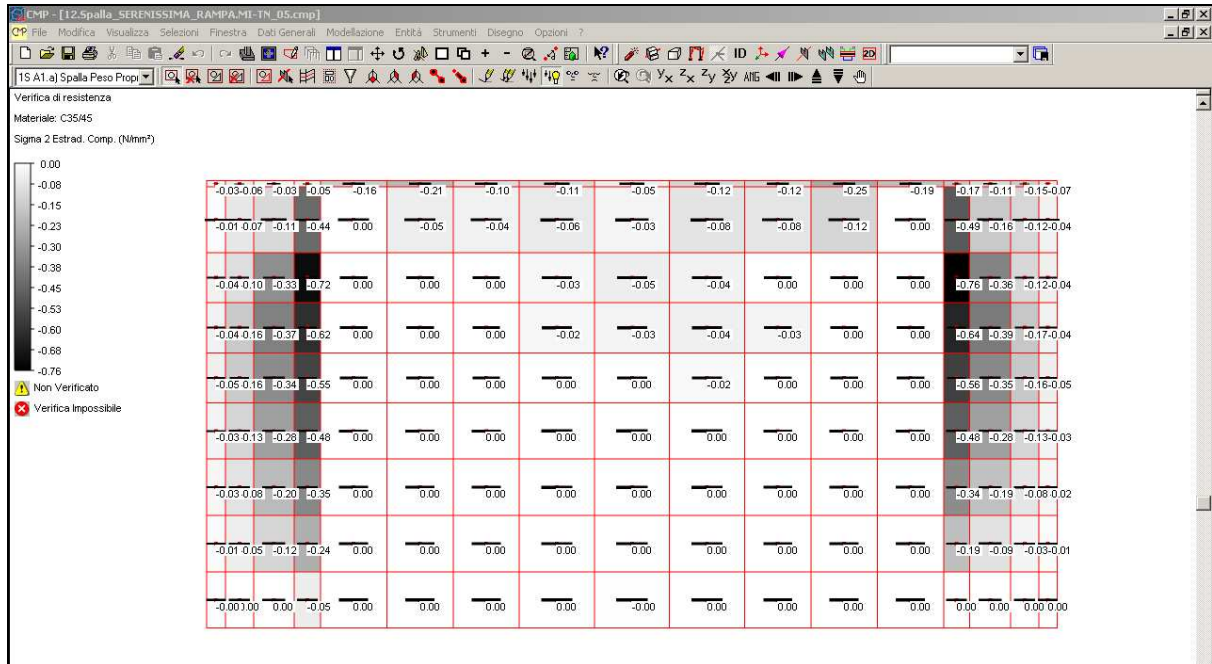 CMP - [12.Spalla_SERENISSIMA_RAMPA.MI-TN_05.cmp]
CMP File Modifica Visualizza Selezioni Finestra Dati Generali Modellazione Entità Strumenti Disegno Opzioni ?
ID 2D
1S A1.a) Spalla Peso Propr
Verifica di resistenza
Materiale: C35/45
Sigma 2 Estrad. Comp. (N/mm²)
0.00
-0.08
-0.15
-0.23
-0.30
-0.38
-0.45
-0.53
-0.60
-0.68
-0.76
Non Verificato
Verifica Impossibile
-0.03 -0.06 -0.03 -0.05 -0.16 -0.21 -0.10 -0.11 -0.05 -0.12 -0.12 -0.25 -0.19 -0.17 -0.11 -0.15 -0.07
-0.01 0.07 -0.11 -0.44 0.00 -0.05 -0.04 -0.06 -0.03 -0.08 -0.08 -0.12 0.00 -0.49 -0.16 -0.12 -0.04
-0.04 0.10 -0.33 -0.72 0.00 0.00 0.00 -0.03 -0.05 -0.04 0.00 0.00 0.00 -0.76 -0.36 -0.12 -0.04
-0.04 0.16 -0.37 -0.62 0.00 0.00 0.00 -0.02 -0.03 -0.04 -0.03 0.00 0.00 -0.64 -0.39 -0.17 -0.04
-0.05 0.16 -0.34 -0.55 0.00 0.00 0.00 0.00 0.00 -0.02 0.00 0.00 0.00 -0.56 -0.35 -0.16 -0.05
-0.03 0.13 -0.28 -0.48 0.00 0.00 0.00 0.00 0.00 0.00 0.00 0.00 0.00 -0.48 -0.28 -0.13 -0.03
-0.03 0.08 -0.20 -0.35 0.00 0.00 0.00 0.00 0.00 0.00 0.00 0.00 0.00 -0.34 -0.19 -0.08 0.02
-0.01 0.05 -0.12 -0.24 0.00 0.00 0.00 0.00 0.00 0.00 0.00 0.00 0.00 -0.19 -0.09 -0.03 -0.01
-0.00 0.00 0.00 -0.05 0.00 0.00 0.00 0.00 -0.00 0.00 0.00 0.00 0.00 0.00 0.00 0.00 0.00